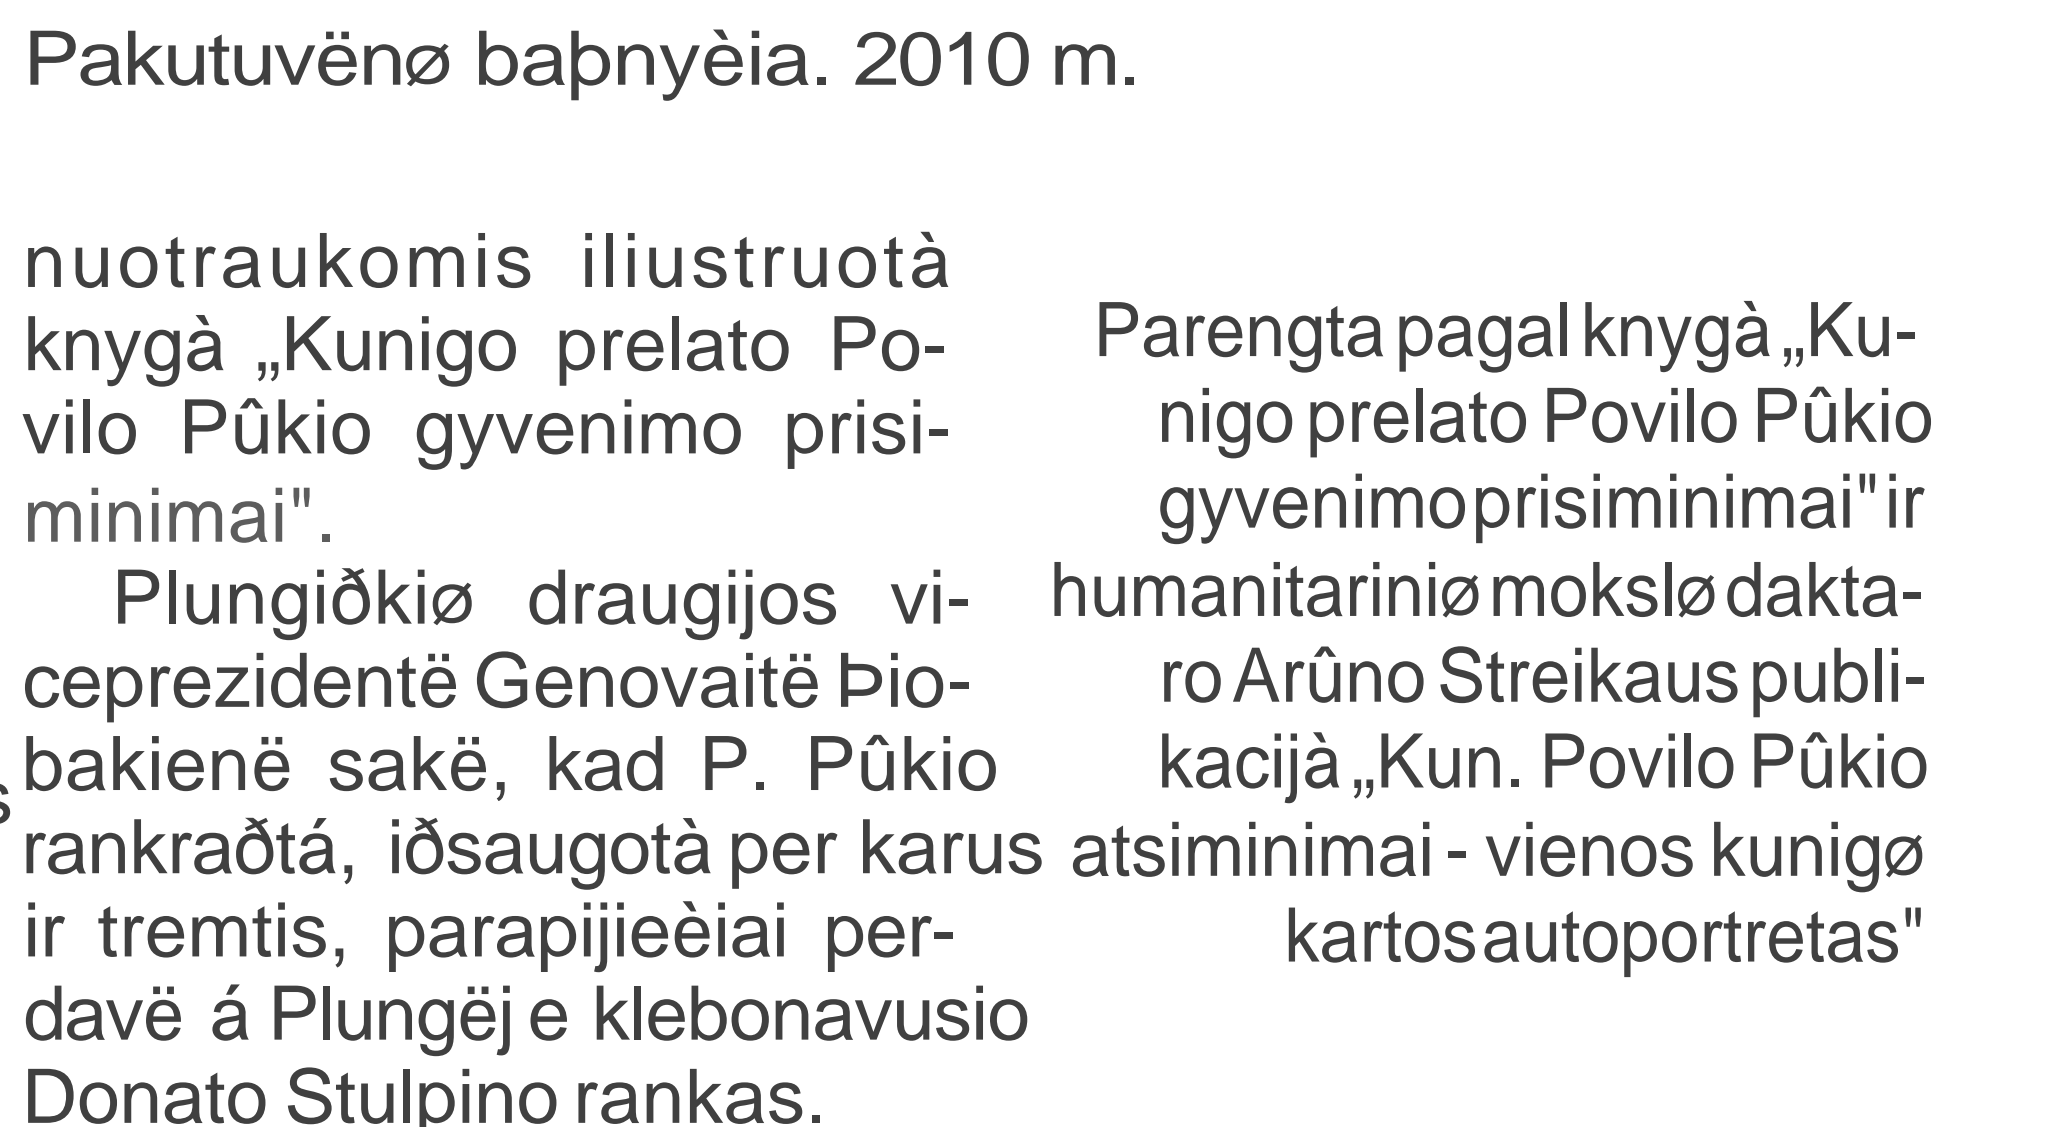 Pakutuvënø baþnyèia. 2010 m.
nuotraukomis iliustruotà
knygà „Kunigo prelato Po-
vilo Pûkio gyvenimo prisi-
minimai".
Plungiðkiø draugijos vi-
ceprezidentë Genovaitë Þio-
bakienë sakë, kad P. Pûkio
rankraðtá, iðsaugotà per karus
ir tremtis, parapijieèiai per-
davë á Plungëj e klebonavusio
Donato Stulpino rankas.
Parengta pagal knygà „Ku-
nigo prelato Povilo Pûkio
gyvenimo prisiminimai" ir
humanitariniø mokslø dakta-
ro Arûno Streikaus publi-
kacijà „Kun. Povilo Pûkio
atsiminimai - vienos kunigø
kartos autoportretas"